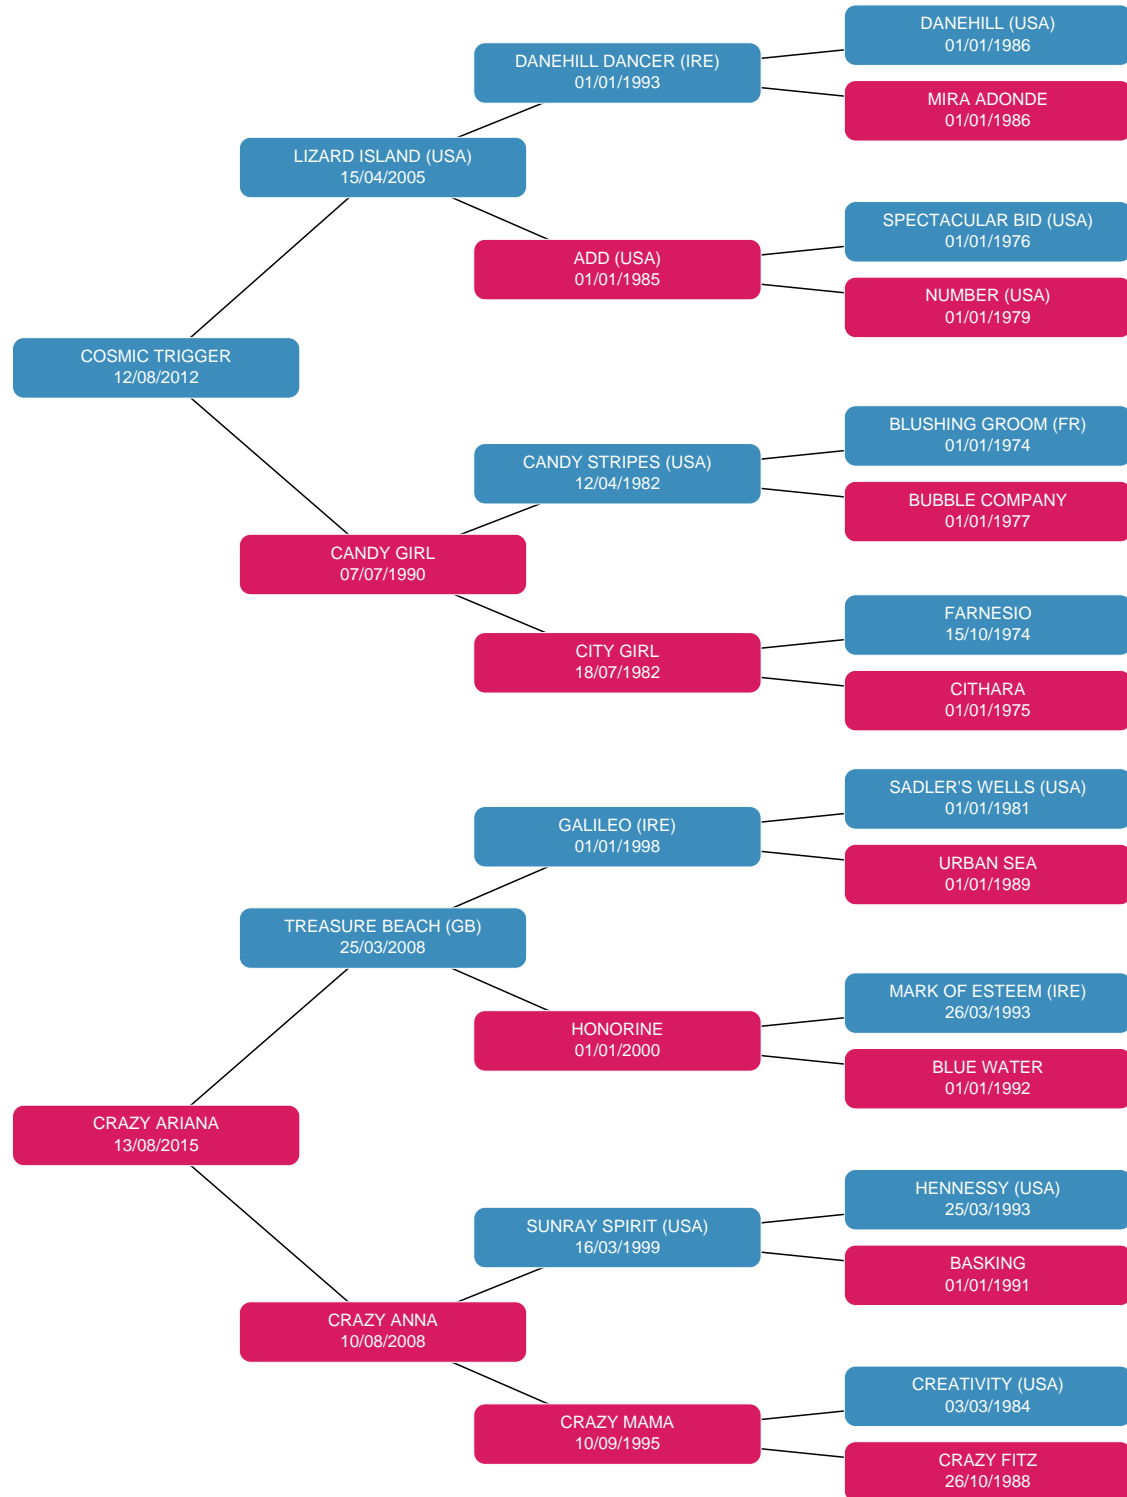 DANEHILL (USA)
01/01/1986
DANEHILL DANCER (IRE)
01/01/1993
MIRA ADONDE
01/01/1986
LIZARD ISLAND (USA)
15/04/2005
SPECTACULAR BID (USA)
01/01/1976
ADD (USA)
01/01/1985
NUMBER (USA)
01/01/1979
COSMIC TRIGGER
12/08/2012
BLUSHING GROOM (FR)
01/01/1974
CANDY STRIPES (USA)
12/04/1982
BUBBLE COMPANY
01/01/1977
CANDY GIRL
07/07/1990
FARNESIO
15/10/1974
CITY GIRL
18/07/1982
CITHARA
01/01/1975
SADLER'S WELLS (USA)
01/01/1981
GALILEO (IRE)
01/01/1998
URBAN SEA
01/01/1989
TREASURE BEACH (GB)
25/03/2008
MARK OF ESTEEM (IRE)
26/03/1993
HONORINE
01/01/2000
BLUE WATER
01/01/1992
CRAZY ARIANA
13/08/2015
HENNESSY (USA)
25/03/1993
SUNRAY SPIRIT (USA)
16/03/1999
BASKING
01/01/1991
CRAZY ANNA
10/08/2008
CREATIVITY (USA)
03/03/1984
CRAZY MAMA
10/09/1995
CRAZY FITZ
26/10/1988